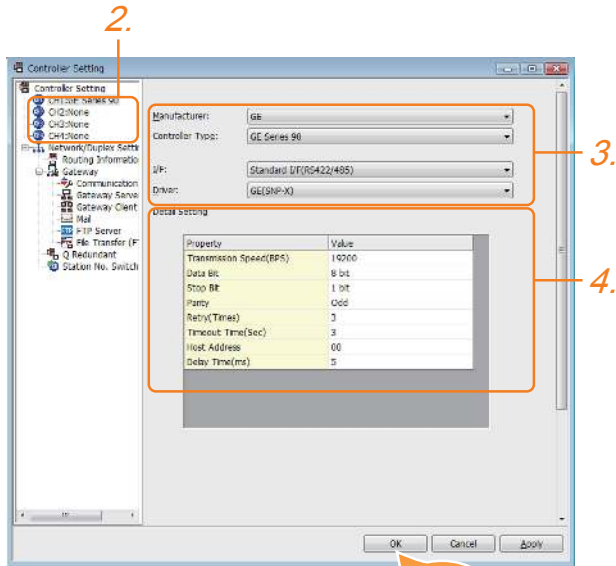 2.
Controller Setting
Controller Setting
CH1:GE Series 90
CH2:None
CH3:None
CH4:None
Network/Duplex Setti
Routing Informatio
Gateway
Communication
Gateway Serve
Gateway Client
Mail
FTP Server
File Transfer (F
Q Redundant
Station No. Switch
Manufacturer: GE
Controller Type: GE Series 90
I/F: Standard I/F(RS422/485)
Driver: GE(SNP-X)
3.
Detail Setting
Property Value
Transmission Speed(BPS) 19200
Data Bit 8 bit
Stop Bit 1 bit
Parity Odd
Retry(Times) 3
Timeout Time(Sec) 3
Host Address 00
Delay Time(ms) 5
4.
OK Cancel Apply